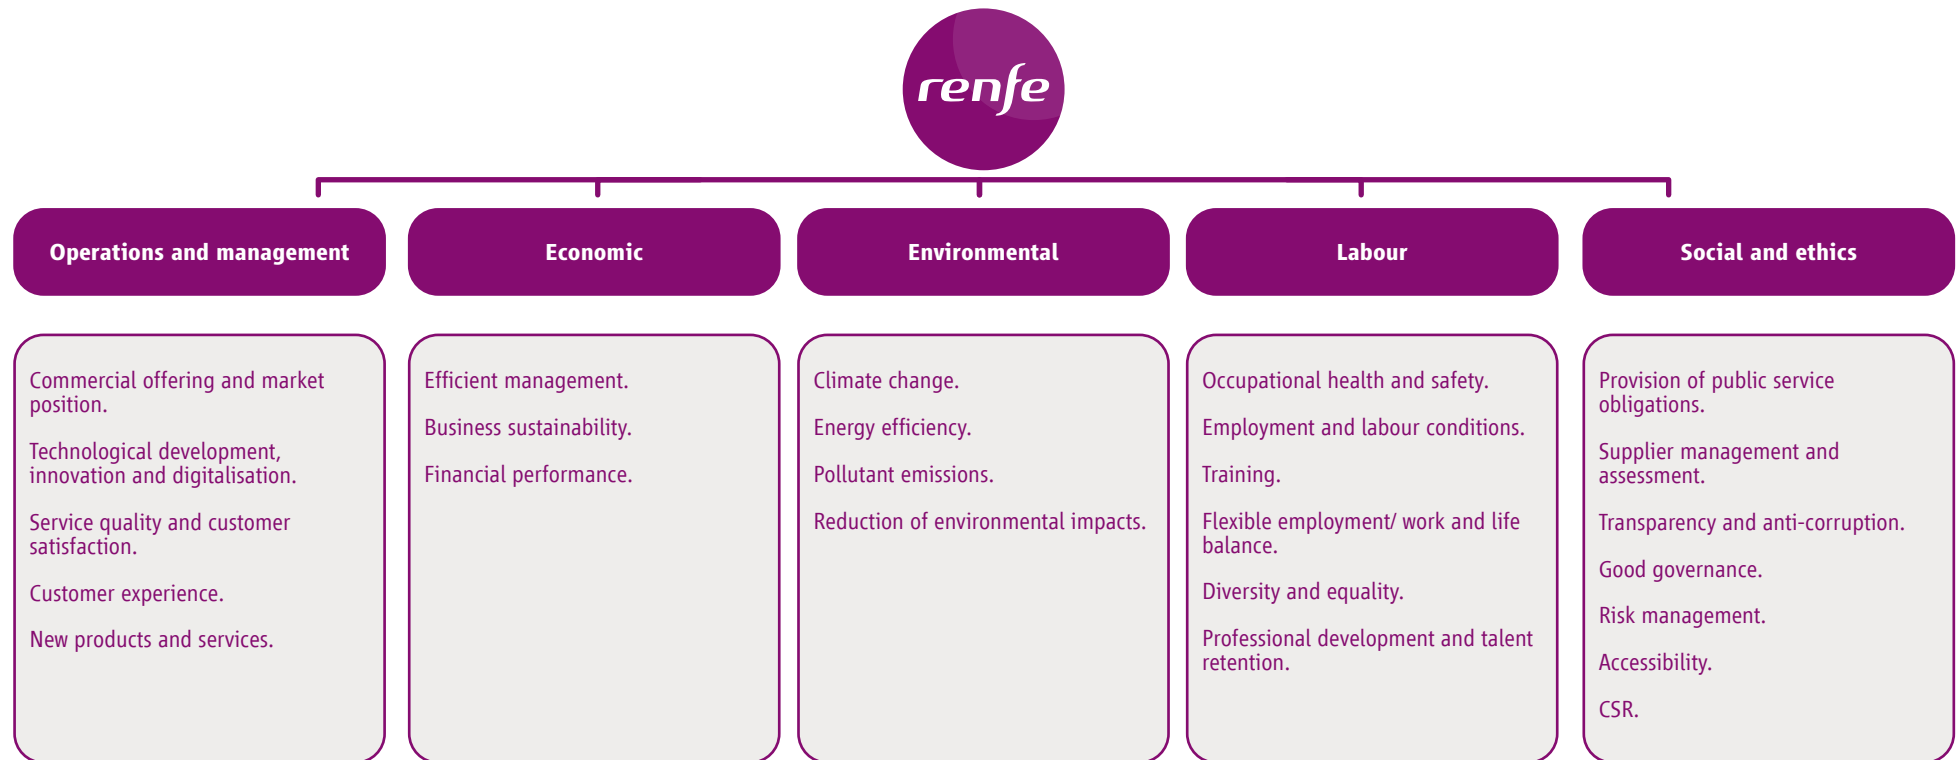 renfe
Operations and management
Commercial offering and market
position.
Technological development,
innovation and digitalisation.
Service quality and customer
satisfaction.
Customer experience.
New products and services.
Economic
Efficient management.
Business sustainability.
Financial performance.
Environmental
Climate change.
Energy efficiency.
Pollutant emissions.
Reduction of environmental impacts.
Labour
Occupational health and safety.
Employment and labour conditions.
Training.
Flexible employment/ work and life
balance.
Diversity and equality.
Professional development and talent
retention.
Social and ethics
Provision of public service
obligations.
Supplier management and
assessment.
Transparency and anti-corruption.
Good governance.
Risk management.
Accessibility.
CSR.